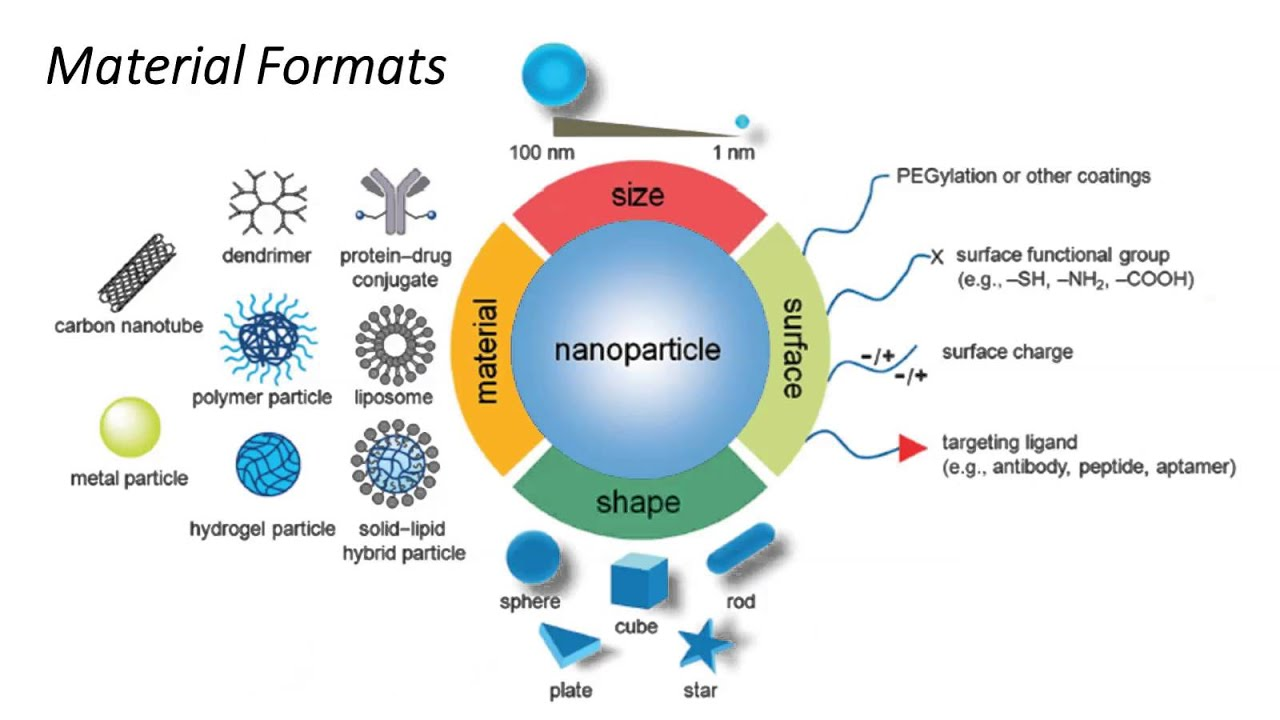 Material Formats
100 nm
1 nm
size
material
nanoparticle
surface
shape
dendrimer
protein–drug
conjugate
carbon nanotube
polymer particle
liposome
metal particle
hydrogel particle
solid–lipid
hybrid particle
PEGylation or other coatings
X
surface functional group
(e.g., –SH, –NH₂, –COOH)
–/+
–/+
surface charge
targeting ligand
(e.g., antibody, peptide, aptamer)
sphere
cube
rod
plate
star